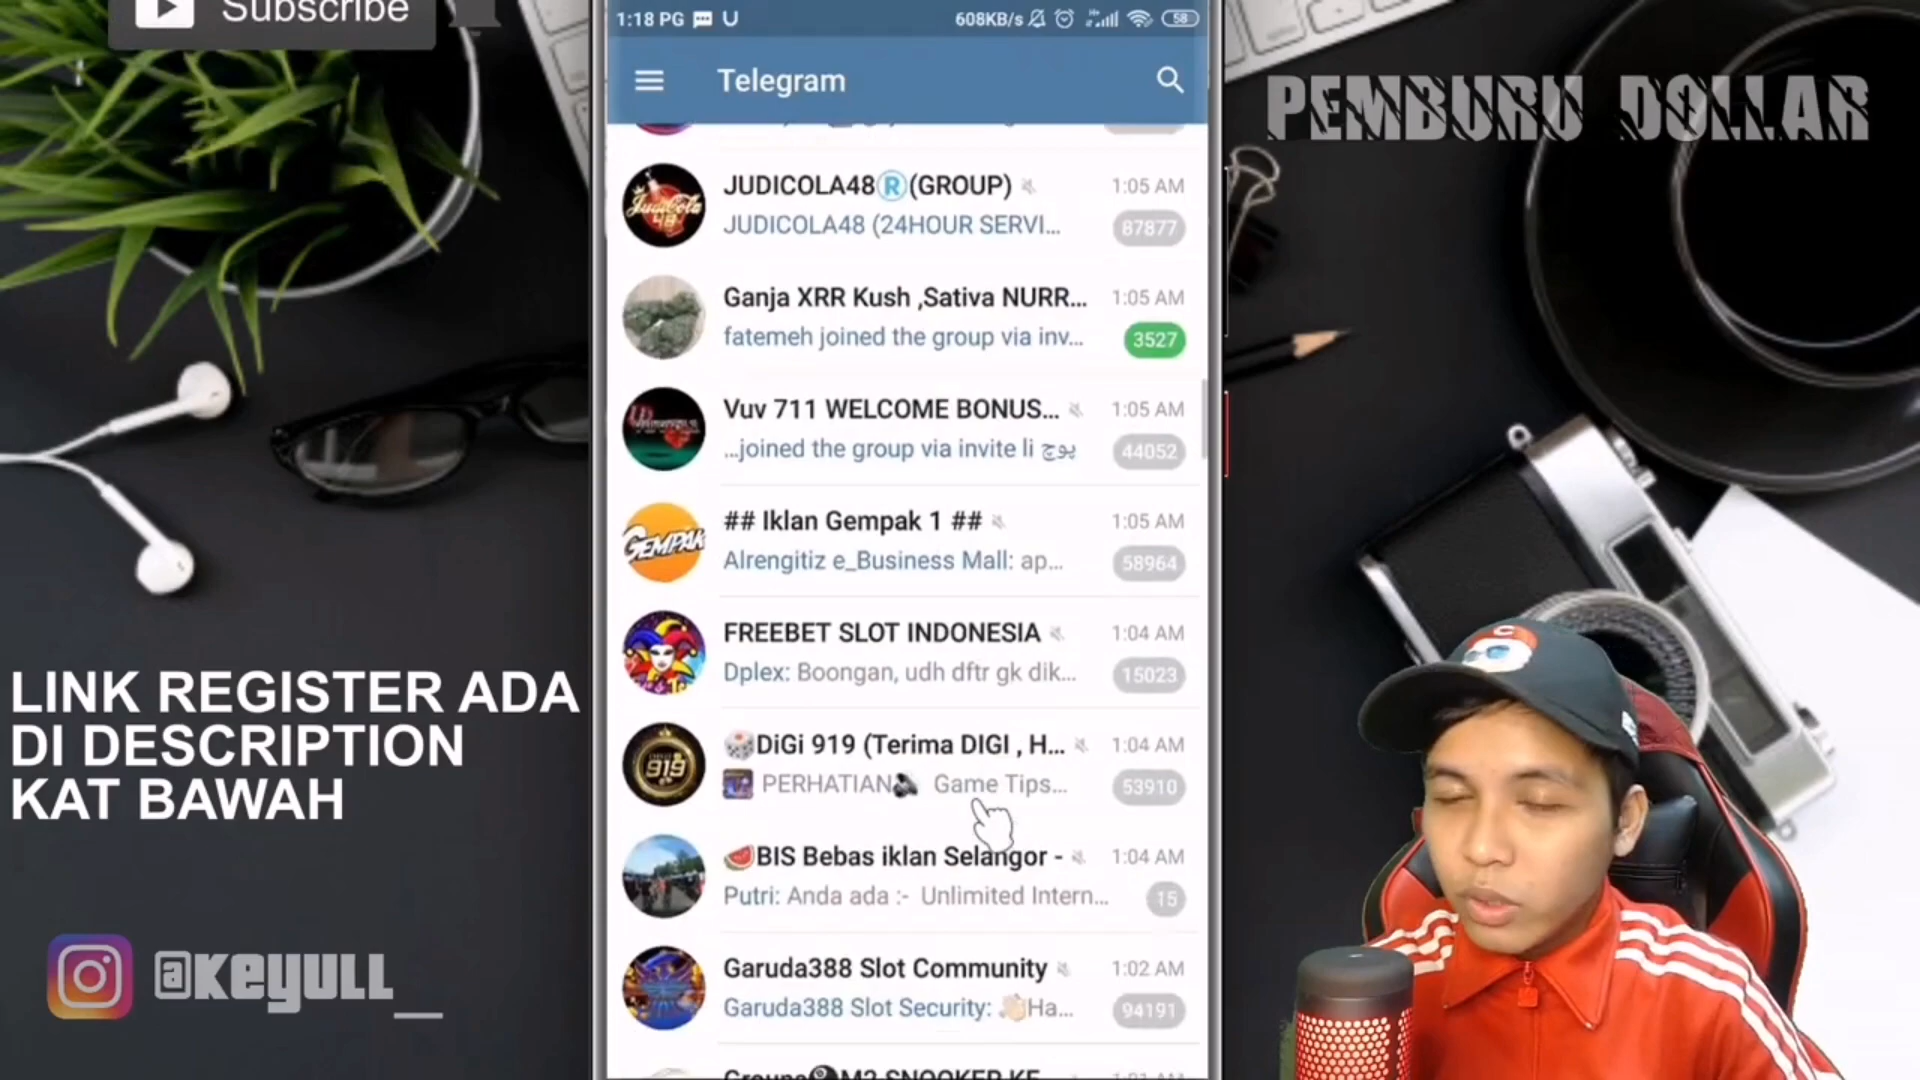 Subscribe
1:18 PG
608KB/s
58
Telegram
PEMBURU DOLLAR
JUDICOLA48®(GROUP)
1:05 AM
JUDICOLA48 (24HOUR SERVI...
87877
Ganja XRR Kush ,Sativa NURR...
1:05 AM
fatemeh joined the group via inv...
3527
Vuv 711 WELCOME BONUS...
1:05 AM
...joined the group via invite li پوچ
44052
## Iklan Gempak 1 ##
1:05 AM
GEMPAK
Alrengitiz e_Business Mall: ap...
58964
FREEBET SLOT INDONESIA
1:04 AM
Dplex: Boongan, udh dftr gk dik...
15023
DiGi 919 (Terima DIGI , H...
1:04 AM
919
PERHATIAN Game Tips...
53910
BIS Bebas iklan Selangor -
1:04 AM
Putri: Anda ada :- Unlimited Intern...
15
Garuda388 Slot Community
1:02 AM
Garuda388 Slot Security: Ha...
94191
LINK REGISTER ADA
DI DESCRIPTION
KAT BAWAH
@KEYULL_